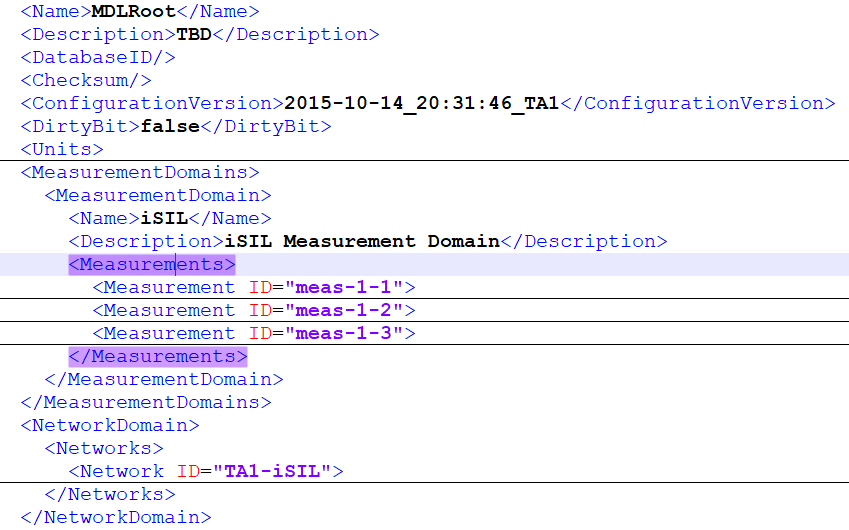 <Name>MDLRoot</Name>
<Description>TBD</Description>
<DatabaseID/>
<Checksum/>
<ConfigurationVersion>2015-10-14_20:31:46_TA1</ConfigurationVersion>
<DirtyBit>false</DirtyBit>
<Units>
<MeasurementDomains>
<MeasurementDomain>
<Name>iSIL</Name>
<Description>iSIL Measurement Domain</Description>
<Measurements>
<Measurement ID="meas-1-1">
<Measurement ID="meas-1-2">
<Measurement ID="meas-1-3">
</Measurements>
</MeasurementDomain>
</MeasurementDomains>
<NetworkDomain>
<Networks>
<Network ID="TA1-iSIL">
</Networks>
</NetworkDomain>